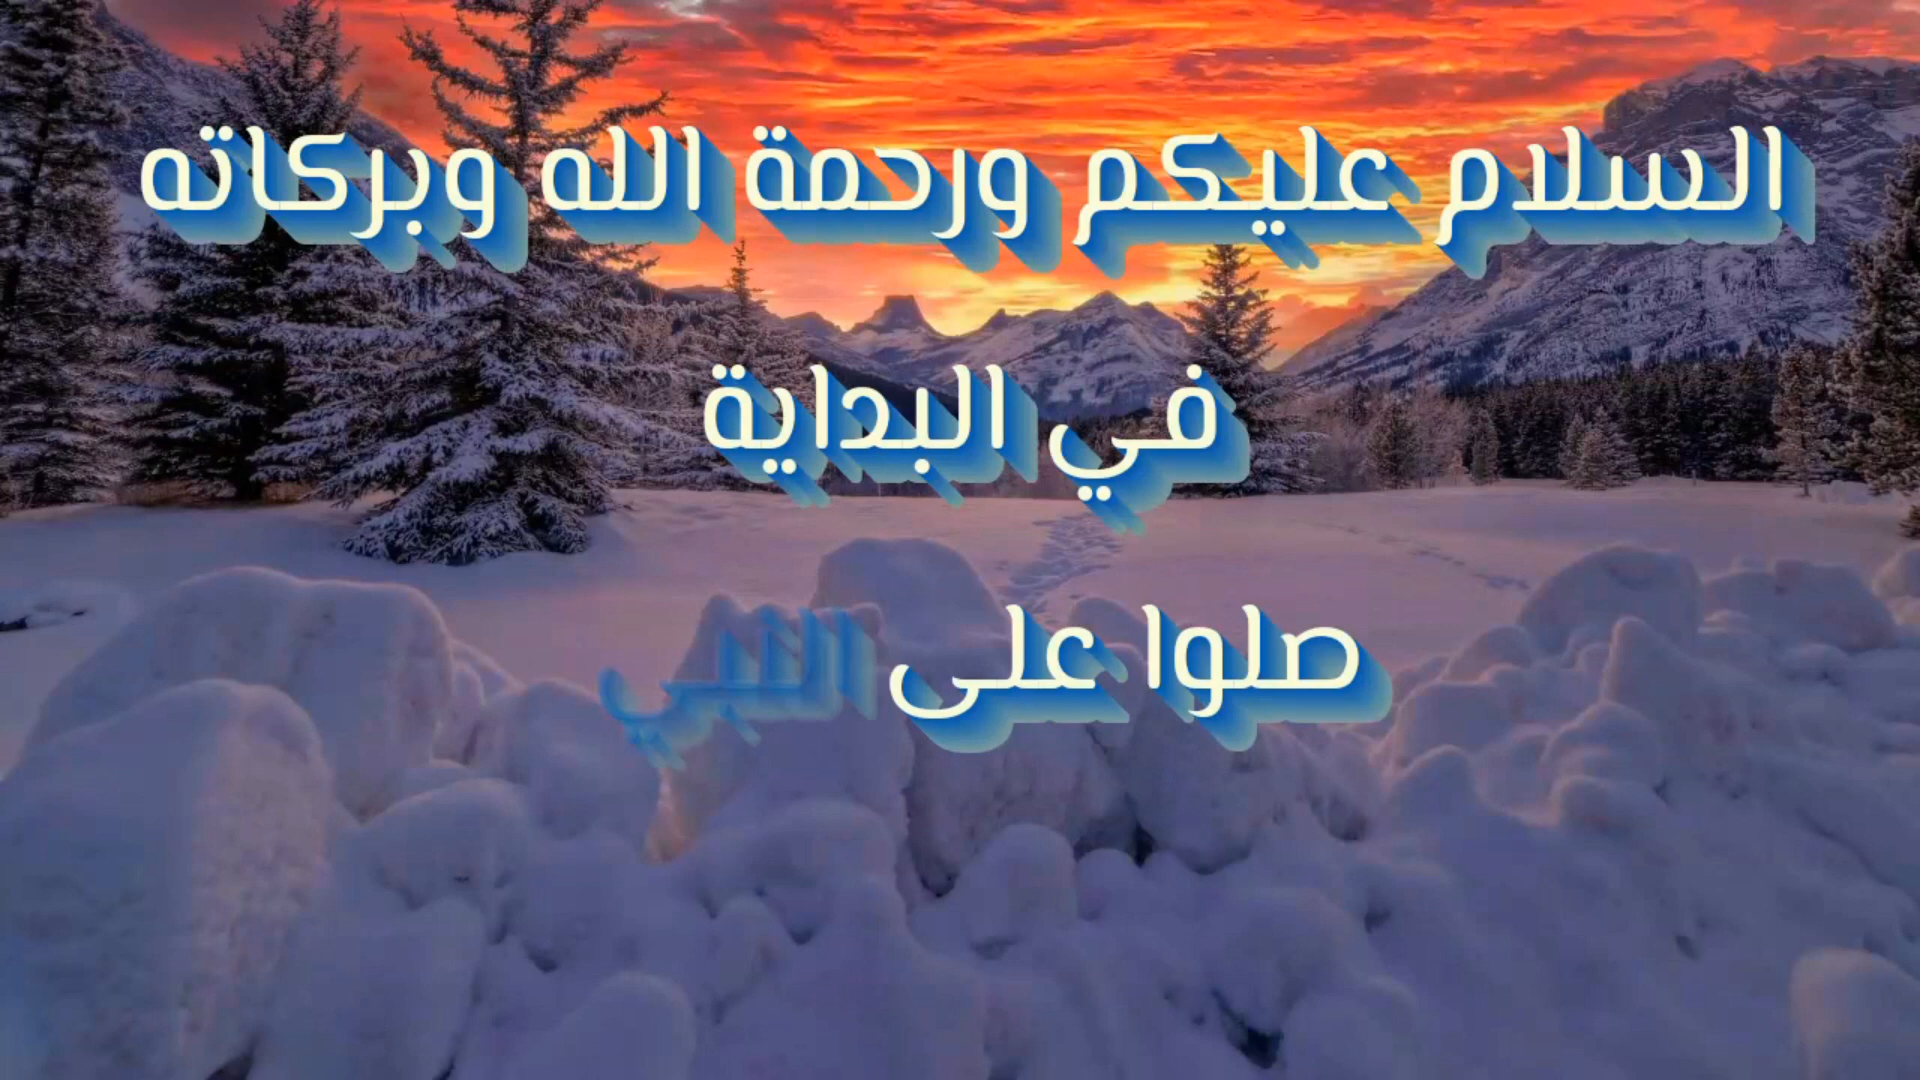 السلام عليكم ورحمة الله وبركاته
في البداية
صلوا على النبي